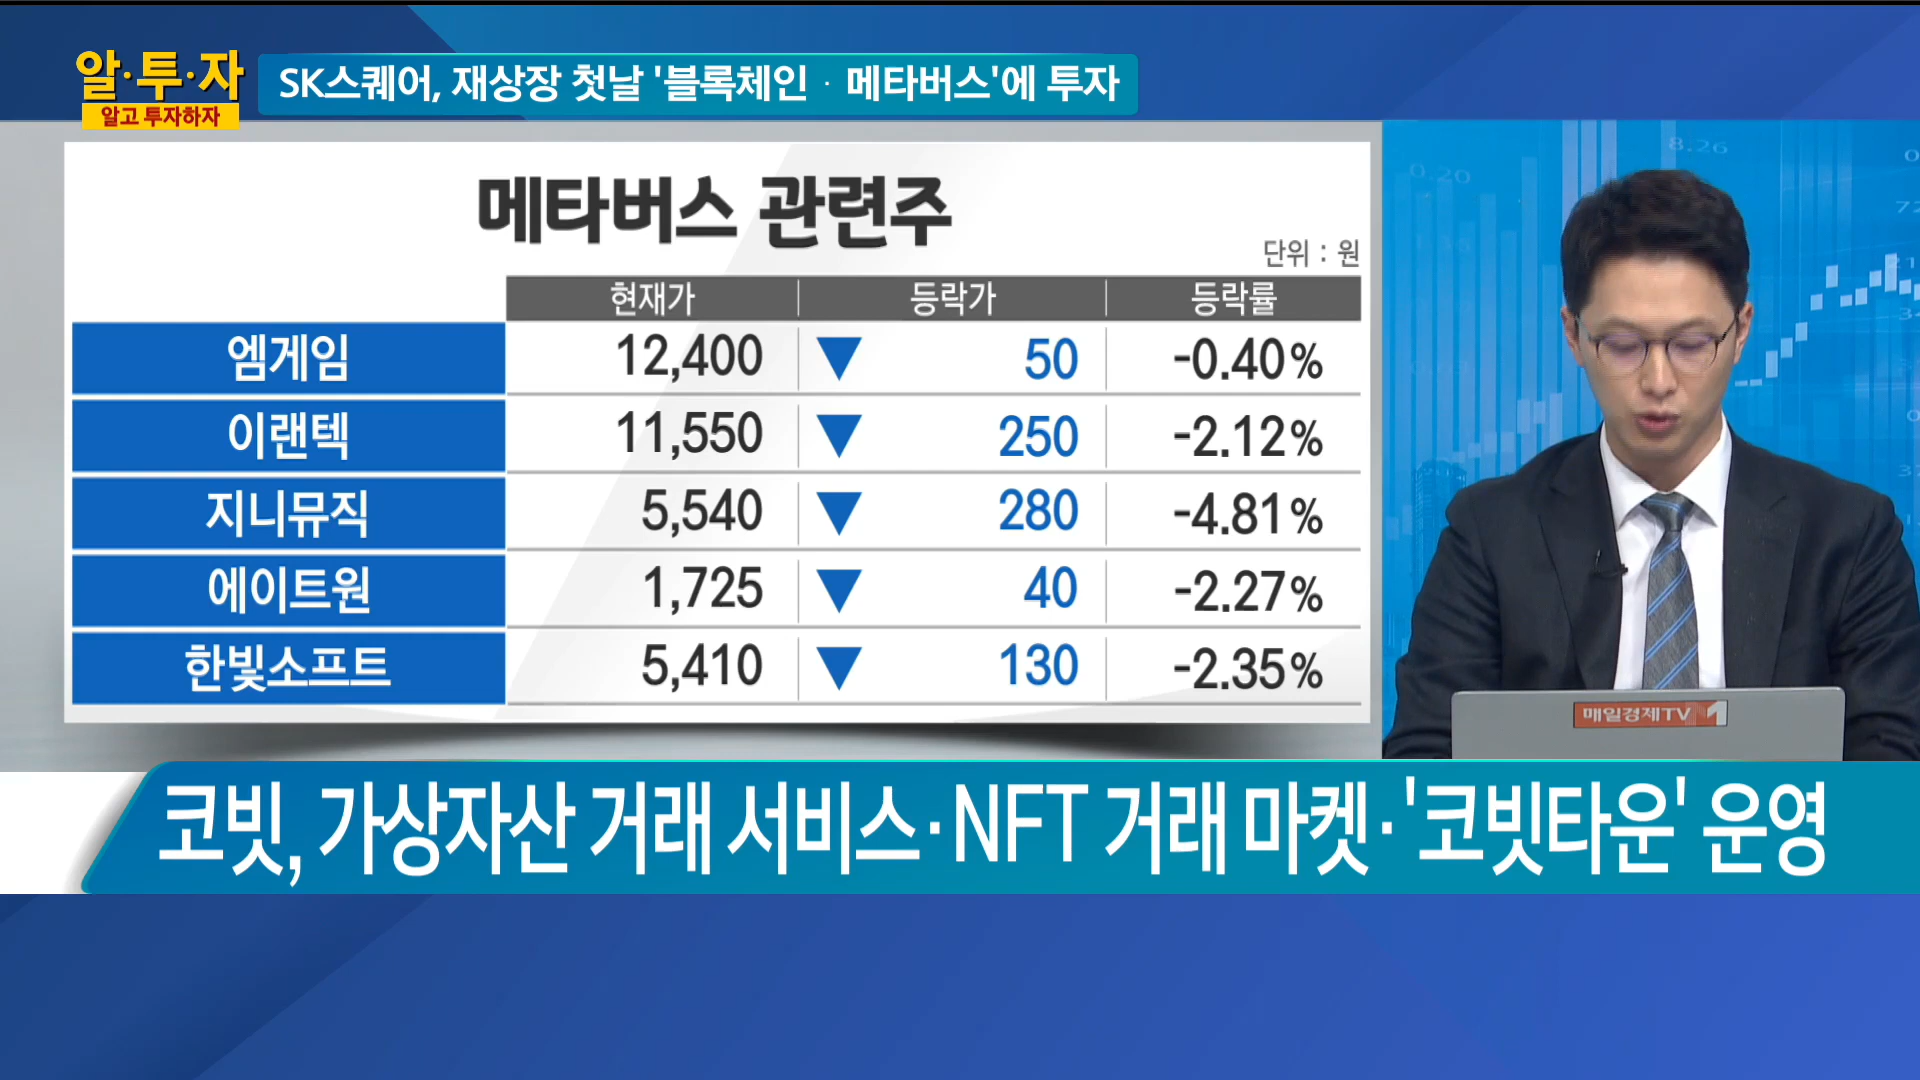 알·투·자
알고 투자하자
SK스퀘어, 재상장 첫날 '블록체인 · 메타버스'에 투자
메타버스 관련주
단위 : 원
현재가 등락가 등락률
엠게임 12,400 ▼ 50 -0.40%
이랜텍 11,550 ▼ 250 -2.12%
지니뮤직 5,540 ▼ 280 -4.81%
에이트원 1,725 ▼ 40 -2.27%
한빛소프트 5,410 ▼ 130 -2.35%
8.26
0.20
매일경제TV 1
코빗, 가상자산 거래 서비스·NFT 거래 마켓·'코빗타운' 운영